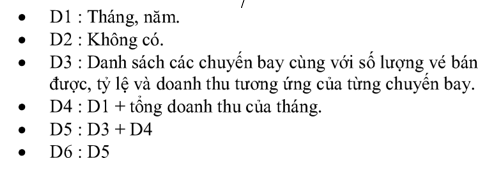 • D1 : Tháng, năm.
• D2 : Không có.
• D3 : Danh sách các chuyến bay cùng với số lượng vé bán
được, tỷ lệ và doanh thu tương ứng của từng chuyến bay.
• D4 : D1 + tổng doanh thu của tháng.
• D5 : D3 + D4
• D6 : D5